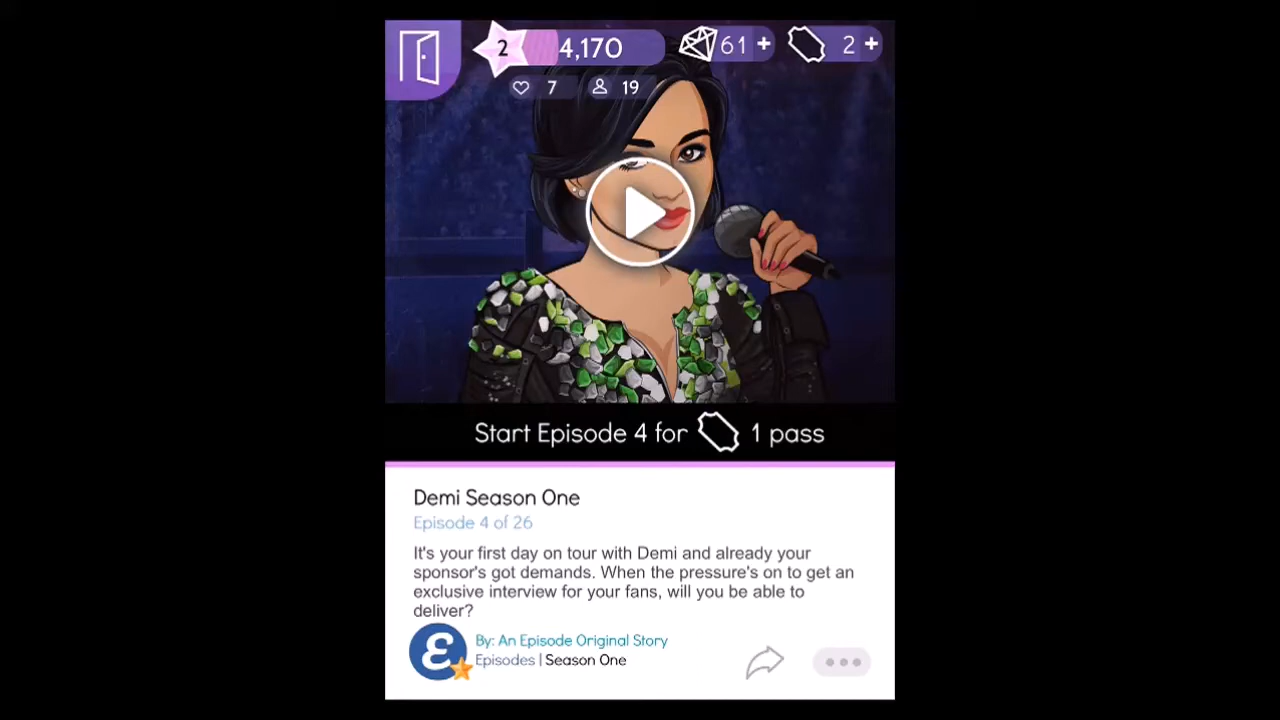 2 4,170 61 + 2 +
7 19
Start Episode 4 for 1 pass
Demi Season One
Episode 4 of 26
It's your first day on tour with Demi and already your
sponsor's got demands. When the pressure's on to get an
exclusive interview for your fans, will you be able to
deliver?
By: An Episode Original Story
Episodes | Season One